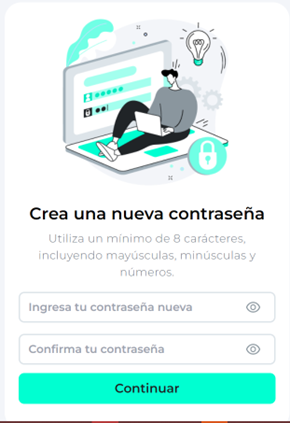 Crea una nueva contraseña
Utiliza un mínimo de 8 carácteres,
incluyendo mayúsculas, minúsculas y
números.
Ingresa tu contraseña nueva
Confirma tu contraseña
Continuar